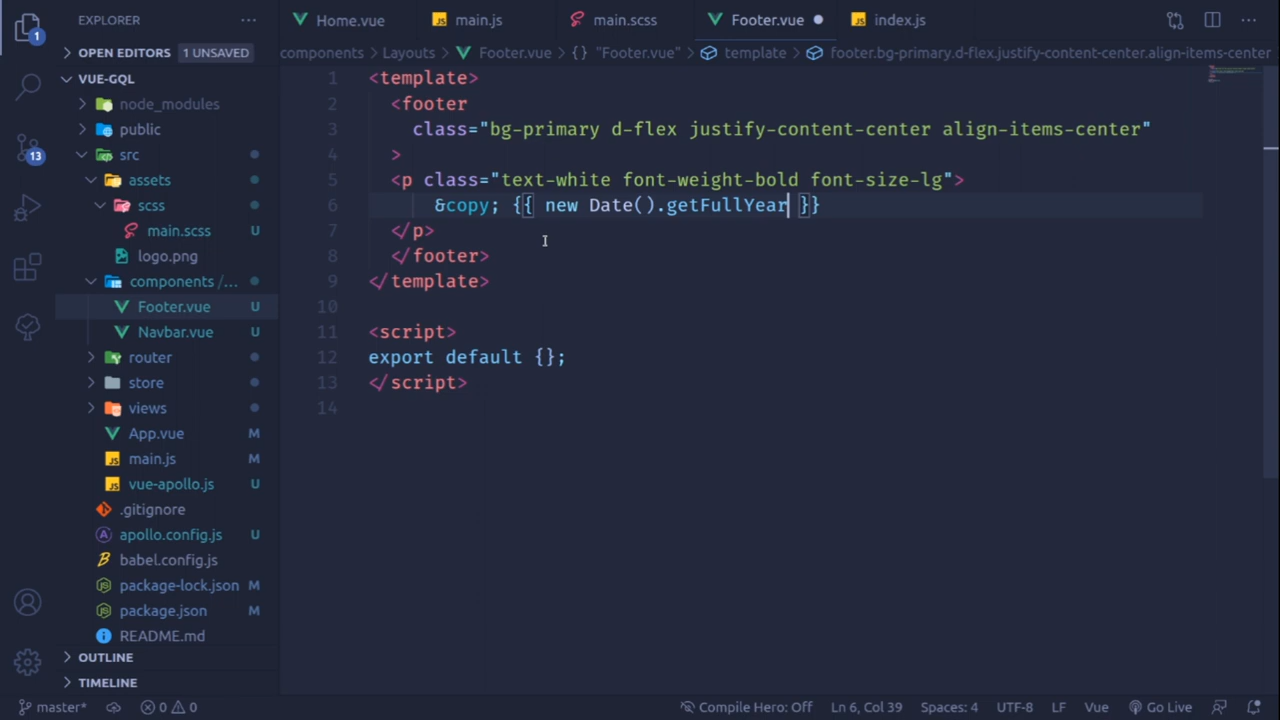 EXPLORER
Home.vue
main.js
main.scss
Footer.vue
index.js
OPEN EDITORS 1 UNSAVED
components > Layouts > Footer.vue > {} "Footer.vue" > template > footer.bg-primary.d-flex.justify-content-center.align-items-center
VUE-GQL
node_modules
public
src
assets
scss
main.scss U
logo.png
components /...
Footer.vue U
Navbar.vue U
router
store
views
App.vue M
main.js M
vue-apollo.js U
.gitignore
apollo.config.js U
babel.config.js
package-lock.json M
package.json M
README.md
OUTLINE
TIMELINE
1
13
1 <template>
2 <footer
3 class="bg-primary d-flex justify-content-center align-items-center"
4 >
5 <p class="text-white font-weight-bold font-size-lg">
6 &copy; {{ new Date().getFullYear }}
7 </p>
8 </footer>
9 </template>
10
11 <script>
12 export default {};
13 </script>
14
master* 0 0 Compile Hero: Off Ln 6, Col 39 Spaces: 4 UTF-8 LF Vue Go Live